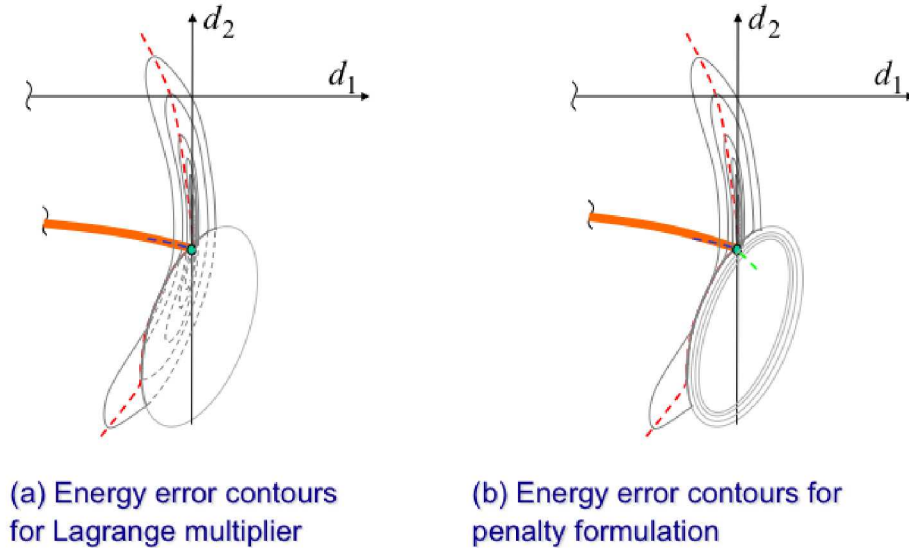 d₂
d₁
d₂
d₁
(a) Energy error contours
for Lagrange multiplier
(b) Energy error contours for
penalty formulation